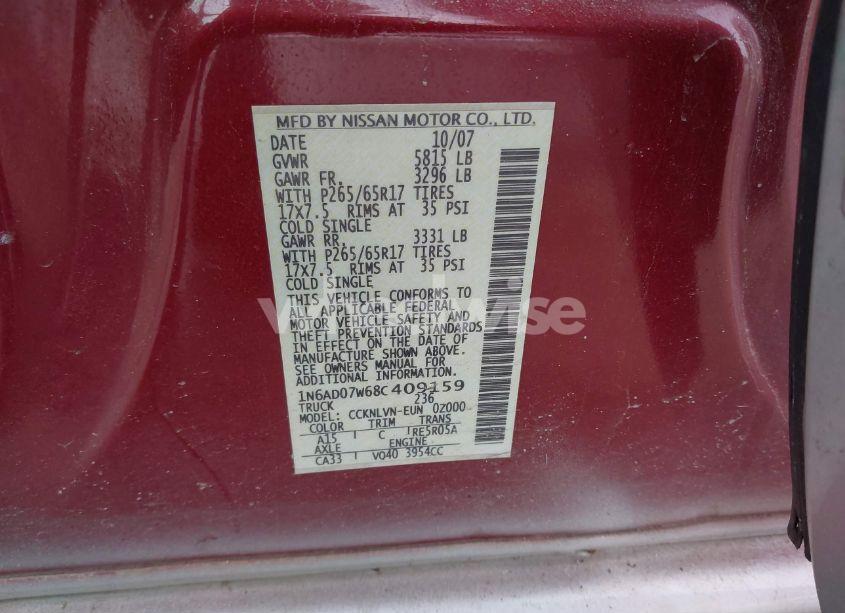 MFD BY NISSAN MOTOR CO., LTD.
DATE 10/07
GVWR 5815 LB
GAWR FR. 3296 LB
WITH P265/65R17 TIRES
17x7.5 RIMS AT 35 PSI
COLD SINGLE
GAWR RR. 3331 LB
WITH P265/65R17 TIRES
17x7.5 RIMS AT 35 PSI
COLD SINGLE
THIS VEHICLE CONFORMS TO
ALL APPLICABLE FEDERAL
MOTOR VEHICLE SAFETY AND
THEFT PREVENTION STANDARDS
IN EFFECT ON THE DATE OF
MANUFACTURE SHOWN ABOVE.
SEE OWNERS MANUAL FOR
ADDITIONAL INFORMATION.
1N6AD07W68C409159
TRUCK 236
MODEL: CCKNLVN-EUN 0Z000
COLOR TRIM TRANS
A15 C RE5R05A
AXLE ENGINE
CA33 VQ40 3954CC